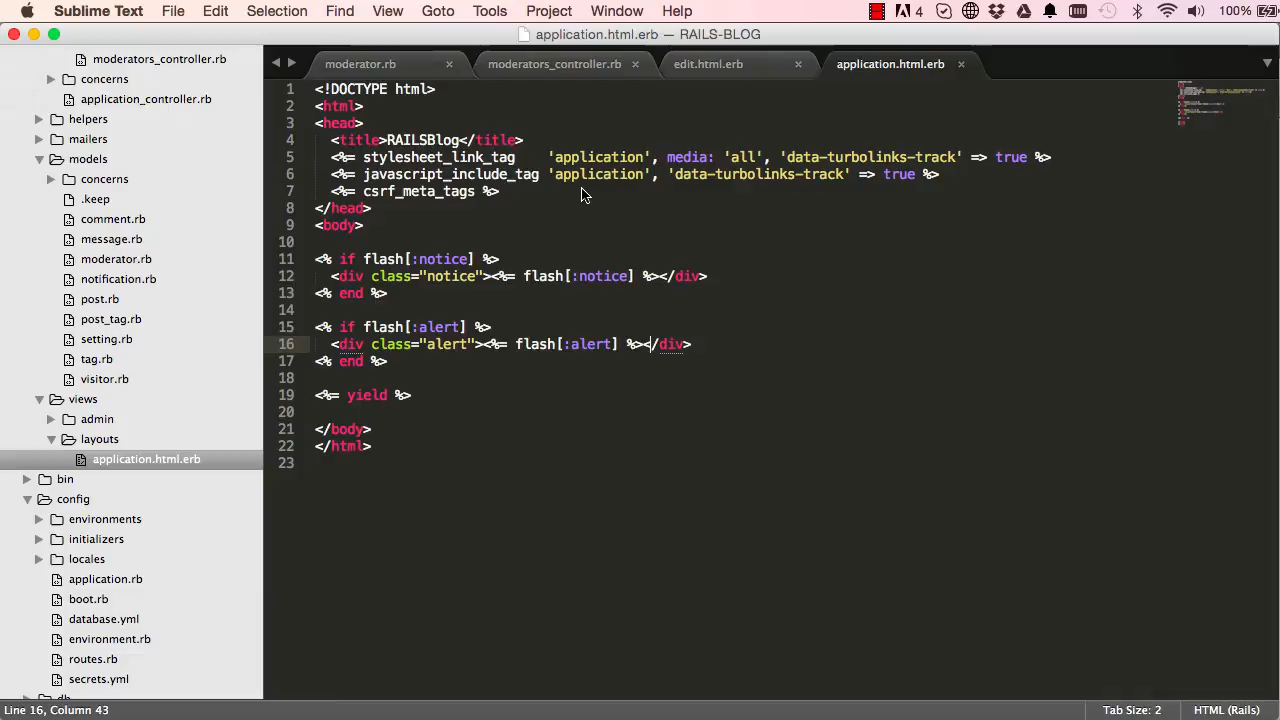 Sublime Text File Edit Selection Find View Goto Tools Project Window Help 4 100%
application.html.erb — RAILS-BLOG
moderators_controller.rb
concerns
application_controller.rb
helpers
mailers
models
concerns
.keep
comment.rb
message.rb
moderator.rb
notification.rb
post.rb
post_tag.rb
setting.rb
tag.rb
visitor.rb
views
admin
layouts
application.html.erb
bin
config
environments
initializers
locales
application.rb
boot.rb
database.yml
environment.rb
routes.rb
secrets.yml
db
moderator.rb × moderators_controller.rb × edit.html.erb × application.html.erb ×
1 <!DOCTYPE html>
2 <html>
3 <head>
4   <title>RAILSBlog</title>
5   <%= stylesheet_link_tag    'application', media: 'all', 'data-turbolinks-track' => true %>
6   <%= javascript_include_tag 'application', 'data-turbolinks-track' => true %>
7   <%= csrf_meta_tags %>
8 </head>
9 <body>
10
11 <% if flash[:notice] %>
12   <div class="notice"><%= flash[:notice] %></div>
13 <% end %>
14
15 <% if flash[:alert] %>
16   <div class="alert"><%= flash[:alert] %></div>
17 <% end %>
18
19 <%= yield %>
20
21 </body>
22 </html>
23
Line 16, Column 43 Tab Size: 2 HTML (Rails)